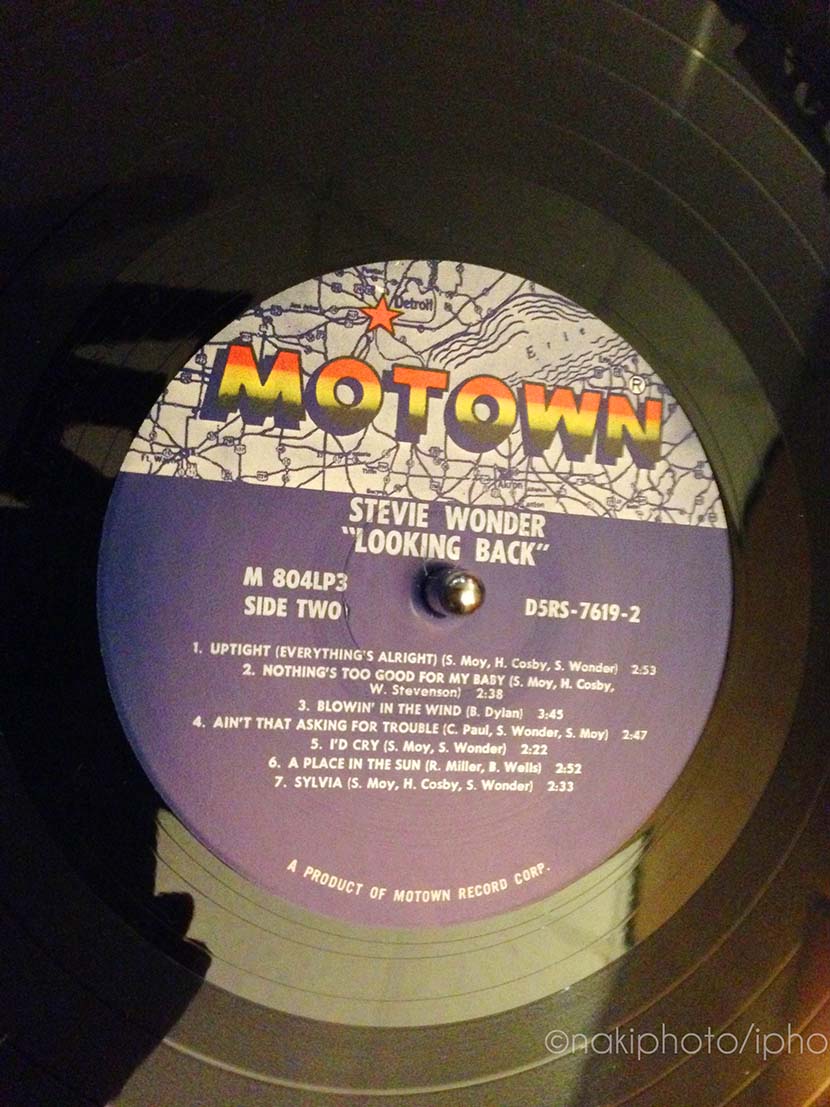 Detroit
Erie
MOTOWN
®
Akron
STEVIE WONDER
"LOOKING BACK"
M 804LP3
SIDE TWO
D5RS-7619-2
1. UPTIGHT (EVERYTHING'S ALRIGHT) (S. Moy, H. Cosby, S. Wonder) 2:53
2. NOTHING'S TOO GOOD FOR MY BABY (S. Moy, H. Cosby,
W. Stevenson) 2:38
3. BLOWIN' IN THE WIND (B. Dylan) 3:45
4. AIN'T THAT ASKING FOR TROUBLE (C. Paul, S. Wonder, S. Moy) 2:47
5. I'D CRY (S. Moy, S. Wonder) 2:22
6. A PLACE IN THE SUN (R. Miller, B. Wells) 2:52
7. SYLVIA (S. Moy, H. Cosby, S. Wonder) 2:33
A PRODUCT OF MOTOWN RECORD CORP.
©nakiphoto/ipho